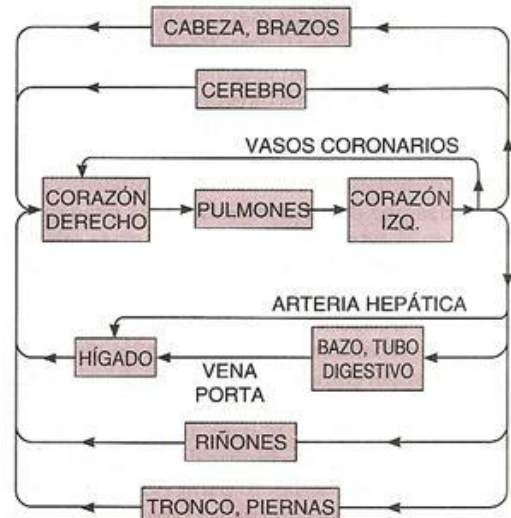 CABEZA, BRAZOS
CEREBRO
VASOS CORONARIOS
CORAZÓN
DERECHO
PULMONES
CORAZÓN
IZQ.
ARTERIA HEPÁTICA
HÍGADO
VENA
PORTA
BAZO, TUBO
DIGESTIVO
RIÑONES
TRONCO, PIERNAS